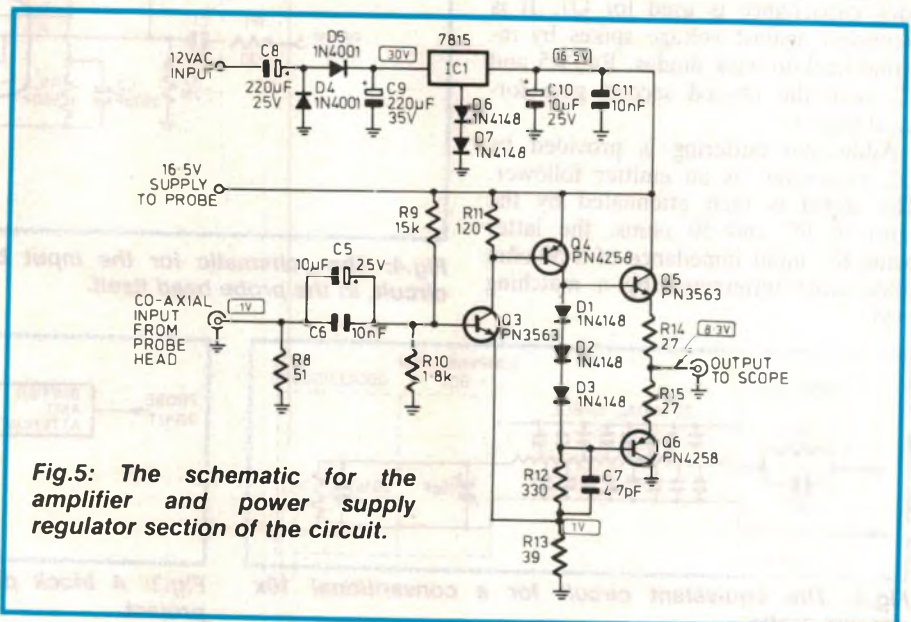 12VAC
INPUT
C8
220µF
25V
D5
1N4001
D4
1N4001
30V
C9
220µF
35V
7815
IC1
D6
1N4148
D7
1N4148
16·5V
C10
10µF
25V
C11
10nF
16·5V
SUPPLY
TO PROBE
R9
15k
R11
120
Q4
PN4258
Q5
PN3563
C5
10µF 25V
C6 10nF
CO-AXIAL
INPUT
FROM
PROBE
HEAD
1V
R8
51
R10
1·8k
Q3
PN3563
D1
1N4148
D2
1N4148
D3
1N4148
R14
27
8·3V
OUTPUT
TO SCOPE
R15
27
Q6
PN4258
R12
330
C7
4.7pF
1V
R13
39
Fig.5: The schematic for the
amplifier and power supply
regulator section of the circuit.